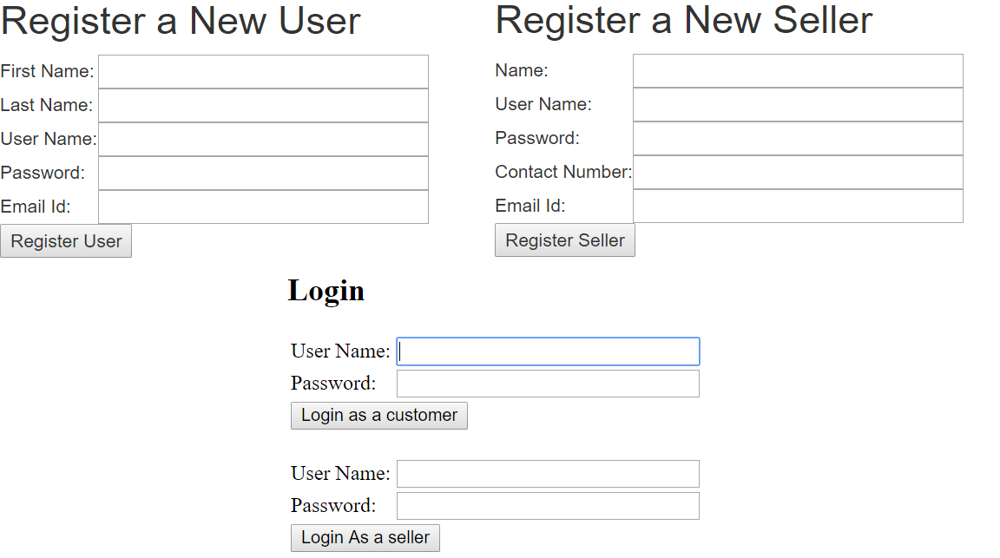 Register a New User
First Name:
Last Name:
User Name:
Password:
Email Id:
Register User
Register a New Seller
Name:
User Name:
Password:
Contact Number:
Email Id:
Register Seller
Login
User Name:
Password:
Login as a customer
User Name:
Password:
Login As a seller